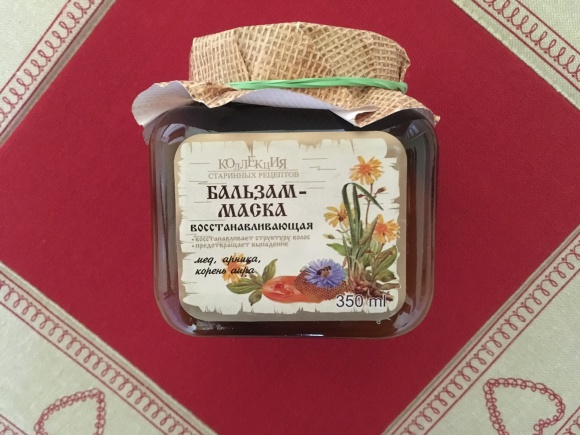 КОЛЛЕКЦИЯ
СТАРИННЫХ РЕЦЕПТОВ
БАЛЬЗАМ-
МАСКА
ВОССТАНАВЛИВАЮЩАЯ
• ВОССТАНАВЛИВАЕТ СТРУКТУРУ ВОЛОС
• ПРЕДОТВРАЩАЕТ ВЫПАДЕНИЕ
мед, арника,
корень аира
350 ml